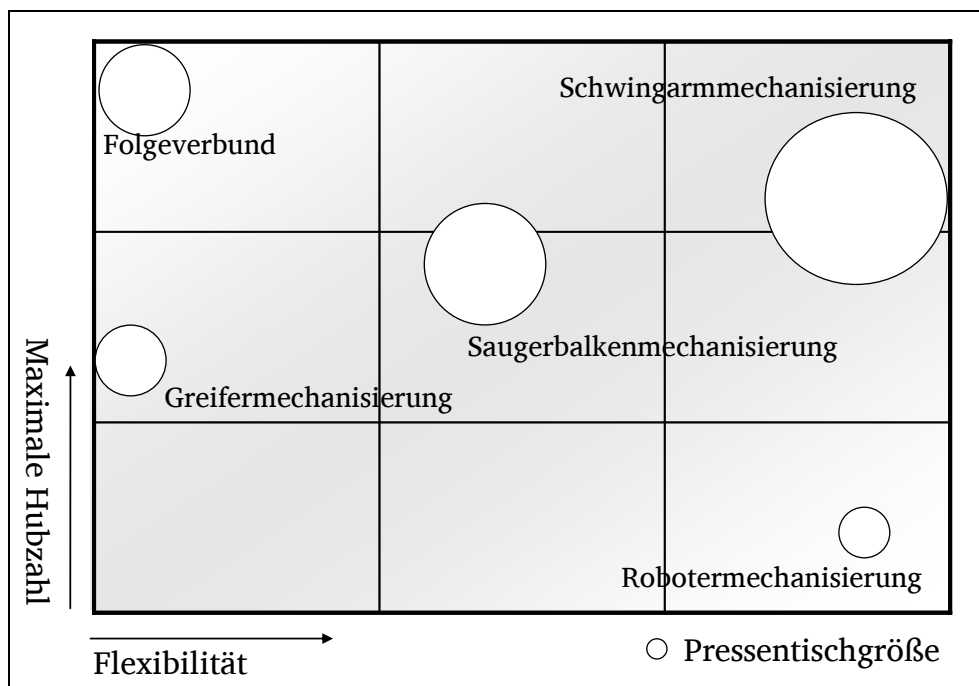 Schwingarmmechanisierung
Folgeverbund
Saugerbalkenmechanisierung
Greifermechanisierung
Robotermechanisierung
Maximale Hubzahl
Flexibilität
Pressentischgröße